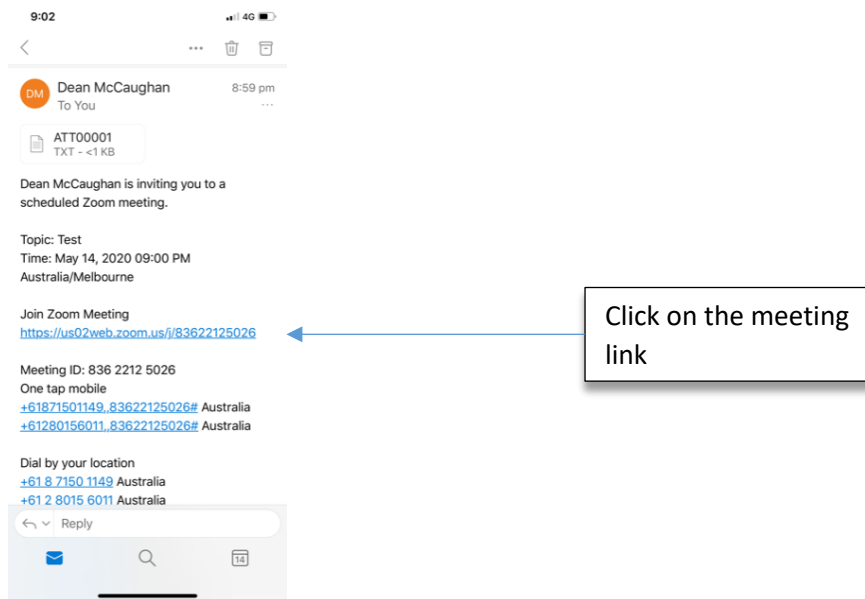 9:02
4G
...
DM
Dean McCaughan
8:59 pm
To You
...
ATT00001
TXT - <1 KB
Dean McCaughan is inviting you to a
scheduled Zoom meeting.
Topic: Test
Time: May 14, 2020 09:00 PM
Australia/Melbourne
Join Zoom Meeting
https://us02web.zoom.us/j/83622125026
Meeting ID: 836 2212 5026
One tap mobile
+61871501149,,83622125026# Australia
+61280156011,,83622125026# Australia
Dial by your location
+61 8 7150 1149 Australia
+61 2 8015 6011 Australia
Reply
14
Click on the meeting
link